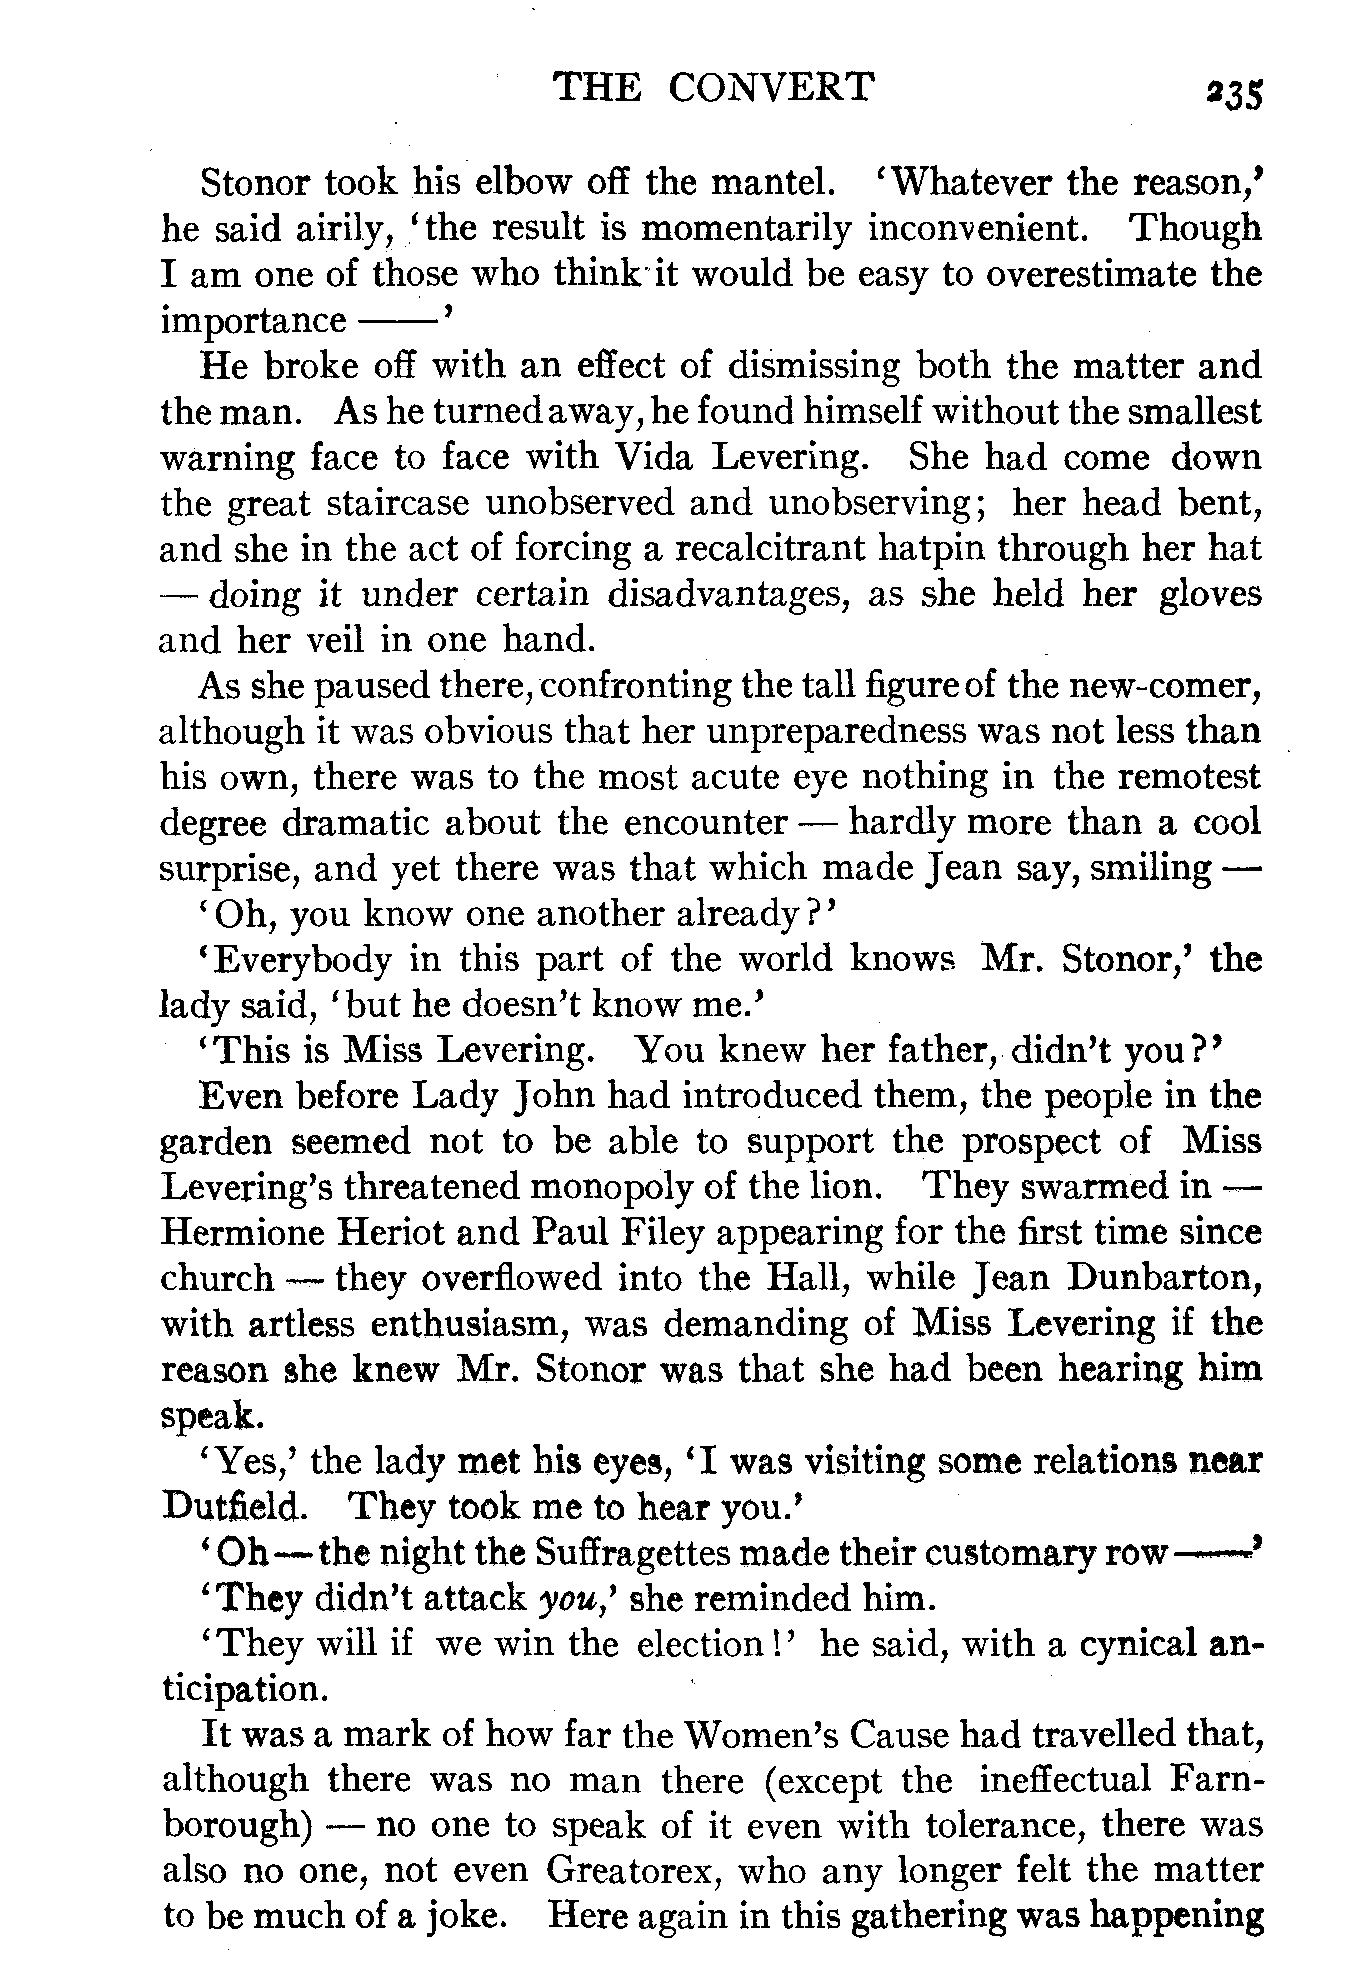 THE CONVERT 235
Stonor took his elbow off the mantel. ‘Whatever the reason,’
he said airily, ‘the result is momentarily inconvenient. Though
I am one of those who think it would be easy to overestimate the
importance ——’
He broke off with an effect of dismissing both the matter and
the man. As he turned away, he found himself without the smallest
warning face to face with Vida Levering. She had come down
the great staircase unobserved and unobserving; her head bent,
and she in the act of forcing a recalcitrant hatpin through her hat
— doing it under certain disadvantages, as she held her gloves
and her veil in one hand.
As she paused there, confronting the tall figure of the new-comer,
although it was obvious that her unpreparedness was not less than
his own, there was to the most acute eye nothing in the remotest
degree dramatic about the encounter — hardly more than a cool
surprise, and yet there was that which made Jean say, smiling —
‘Oh, you know one another already?’
‘Everybody in this part of the world knows Mr. Stonor,’ the
lady said, ‘but he doesn’t know me.’
‘This is Miss Levering. You knew her father, didn’t you?’
Even before Lady John had introduced them, the people in the
garden seemed not to be able to support the prospect of Miss
Levering’s threatened monopoly of the lion. They swarmed in —
Hermione Heriot and Paul Filey appearing for the first time since
church — they overflowed into the Hall, while Jean Dunbarton,
with artless enthusiasm, was demanding of Miss Levering if the
reason she knew Mr. Stonor was that she had been hearing him
speak.
‘Yes,’ the lady met his eyes, ‘I was visiting some relations near
Dutfield. They took me to hear you.’
‘Oh—the night the Suffragettes made their customary row——’
‘They didn’t attack you,’ she reminded him.
‘They will if we win the election!’ he said, with a cynical an-
ticipation.
It was a mark of how far the Women’s Cause had travelled that,
although there was no man there (except the ineffectual Farn-
borough) — no one to speak of it even with tolerance, there was
also no one, not even Greatorex, who any longer felt the matter
to be much of a joke. Here again in this gathering was happening